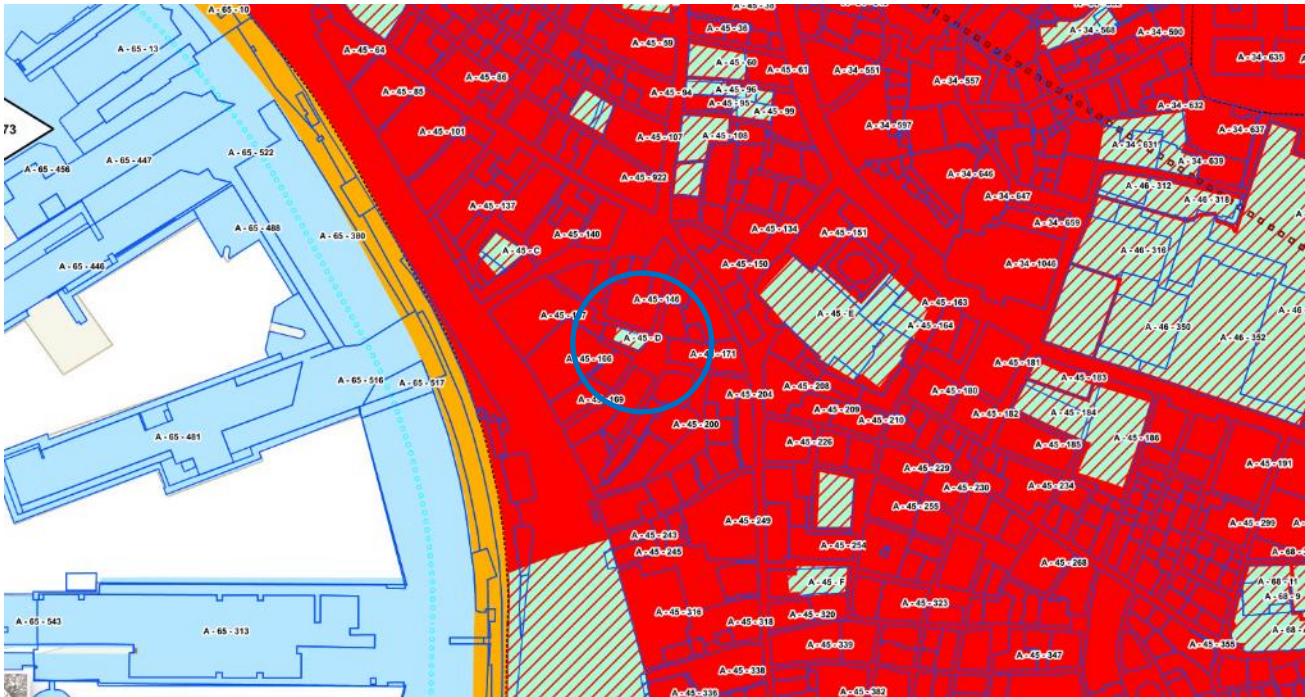 A - 65 - 10
A - 45 - 38
A - 45 - 36
A - 34 - 568
A - 34 - 590
A - 65 - 13
A - 45 - 64
A - 45 - 59
A - 45 - 60
A - 45 - 61
A - 34 - 551
A - 34 - 557
A - 34 - 635
A - 45 - 86
A - 45 - 85
A - 45 - 94
A - 45 - 96
A - 45 - 95
A - 45 - 99
A - 34 - 632
73
A - 45 - 101
A - 45 - 107
A - 45 - 108
A - 34 - 597
A - 34 - 637
A - 34 - 631
A - 65 - 522
A - 65 - 447
A - 65 - 456
A - 34 - 639
A - 45 - 922
A - 34 - 646
A - 46 - 312
A - 46 - 318
A - 34 - 647
A - 45 - 137
A - 34 - 659
A - 65 - 488
A - 65 - 380
A - 45 - 140
A - 45 - 134
A - 45 - 151
A - 45 - C
A - 46 - 316
A - 65 - 446
A - 45 - 150
A - 34 - 1046
A - 45 - 146
A - 45 - 163
A - 45 - E
A - 45 - 164
A - 46 - 350
A - 46 - 352
A - 45 - D
A - 45 - 166
A - 45 - 171
A - 45 - 181
A - 45 - 183
A - 65 - 516
A - 65 - 517
A - 45 - 208
A - 45 - 180
A - 45 - 169
A - 45 - 204
A - 45 - 209
A - 45 - 210
A - 45 - 182
A - 45 - 184
A - 45 - 200
A - 65 - 481
A - 45 - 226
A - 45 - 185
A - 45 - 186
A - 45 - 229
A - 45 - 191
A - 45 - 230
A - 45 - 234
A - 45 - 255
A - 45 - 249
A - 45 - 299
A - 45 - 243
A - 45 - 245
A - 45 - 254
A - 45 - 268
A - 45 - F
A - 68 - 11
A - 68 - 9
A - 45 - 323
A - 45 - 316
A - 45 - 320
A - 45 - 318
A - 65 - 543
A - 65 - 313
A - 45 - 339
A - 45 - 355
A - 45 - 347
A - 45 - 338
A - 45 - 336
A - 45 - 382